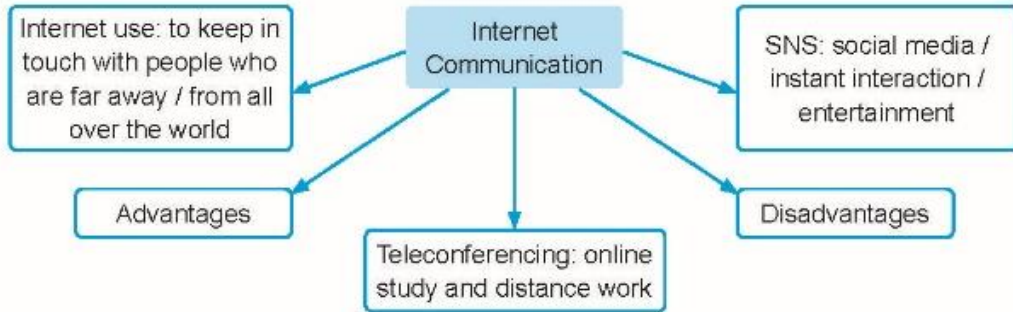 Internet use: to keep in
touch with people who
are far away / from all
over the world
Internet
Communication
SNS: social media /
instant interaction /
entertainment
Advantages
Teleconferencing: online
study and distance work
Disadvantages